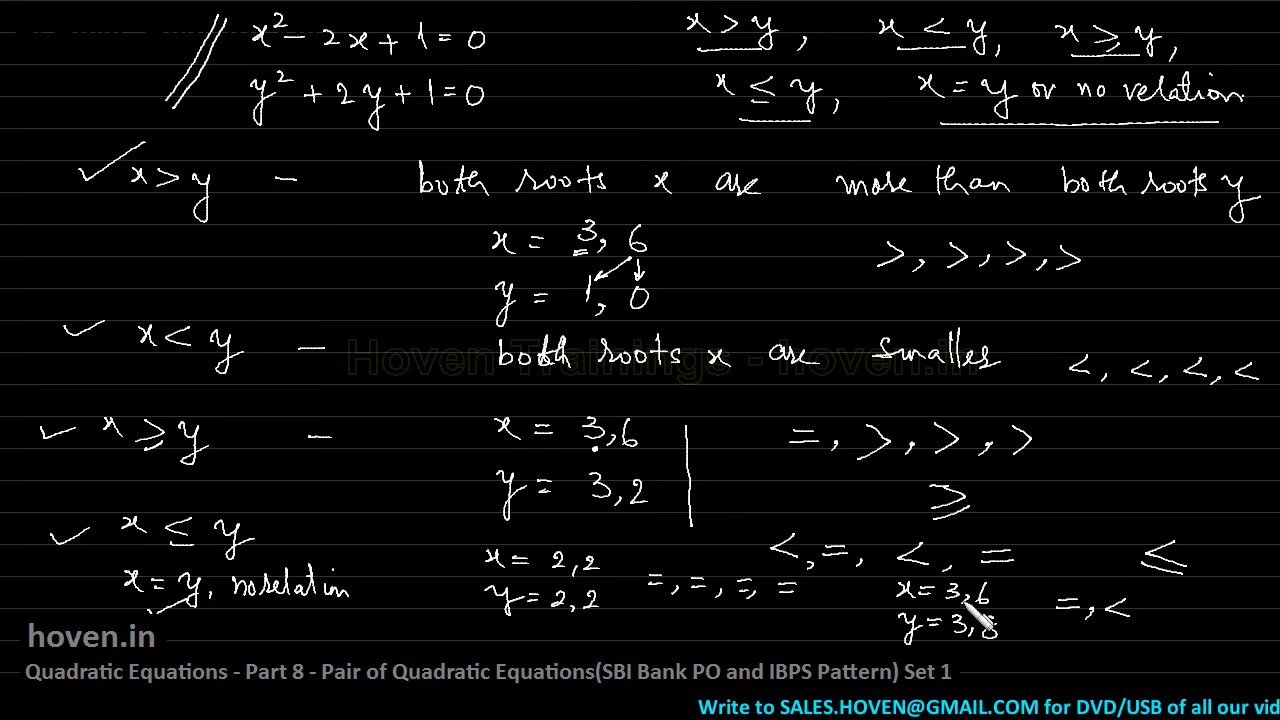 x² - 2x + 1 = 0
y² + 2y + 1 = 0
x > y, x < y, x ≥ y,
x ≤ y, x = y or no relation
x > y - both roots x are more than both roots y
x = 3, 6
y = 1, 0
>, >, >, >
x < y - both roots x are smaller <, <, <, <
Hoven Trainings - hoven.in
x ≥ y - x = 3, 6
y = 3, 2
=, >, >, >
≥
x ≤ y
<, =, <, = ≤
x = y, no relation
x = 2, 2
y = 2, 2
=, =, =, =
x = 3, 6
y = 3, 8
=, <
hoven.in
Quadratic Equations - Part 8 - Pair of Quadratic Equations(SBI Bank PO and IBPS Pattern) Set 1
Write to SALES.HOVEN@GMAIL.COM for DVD/USB of all our vid